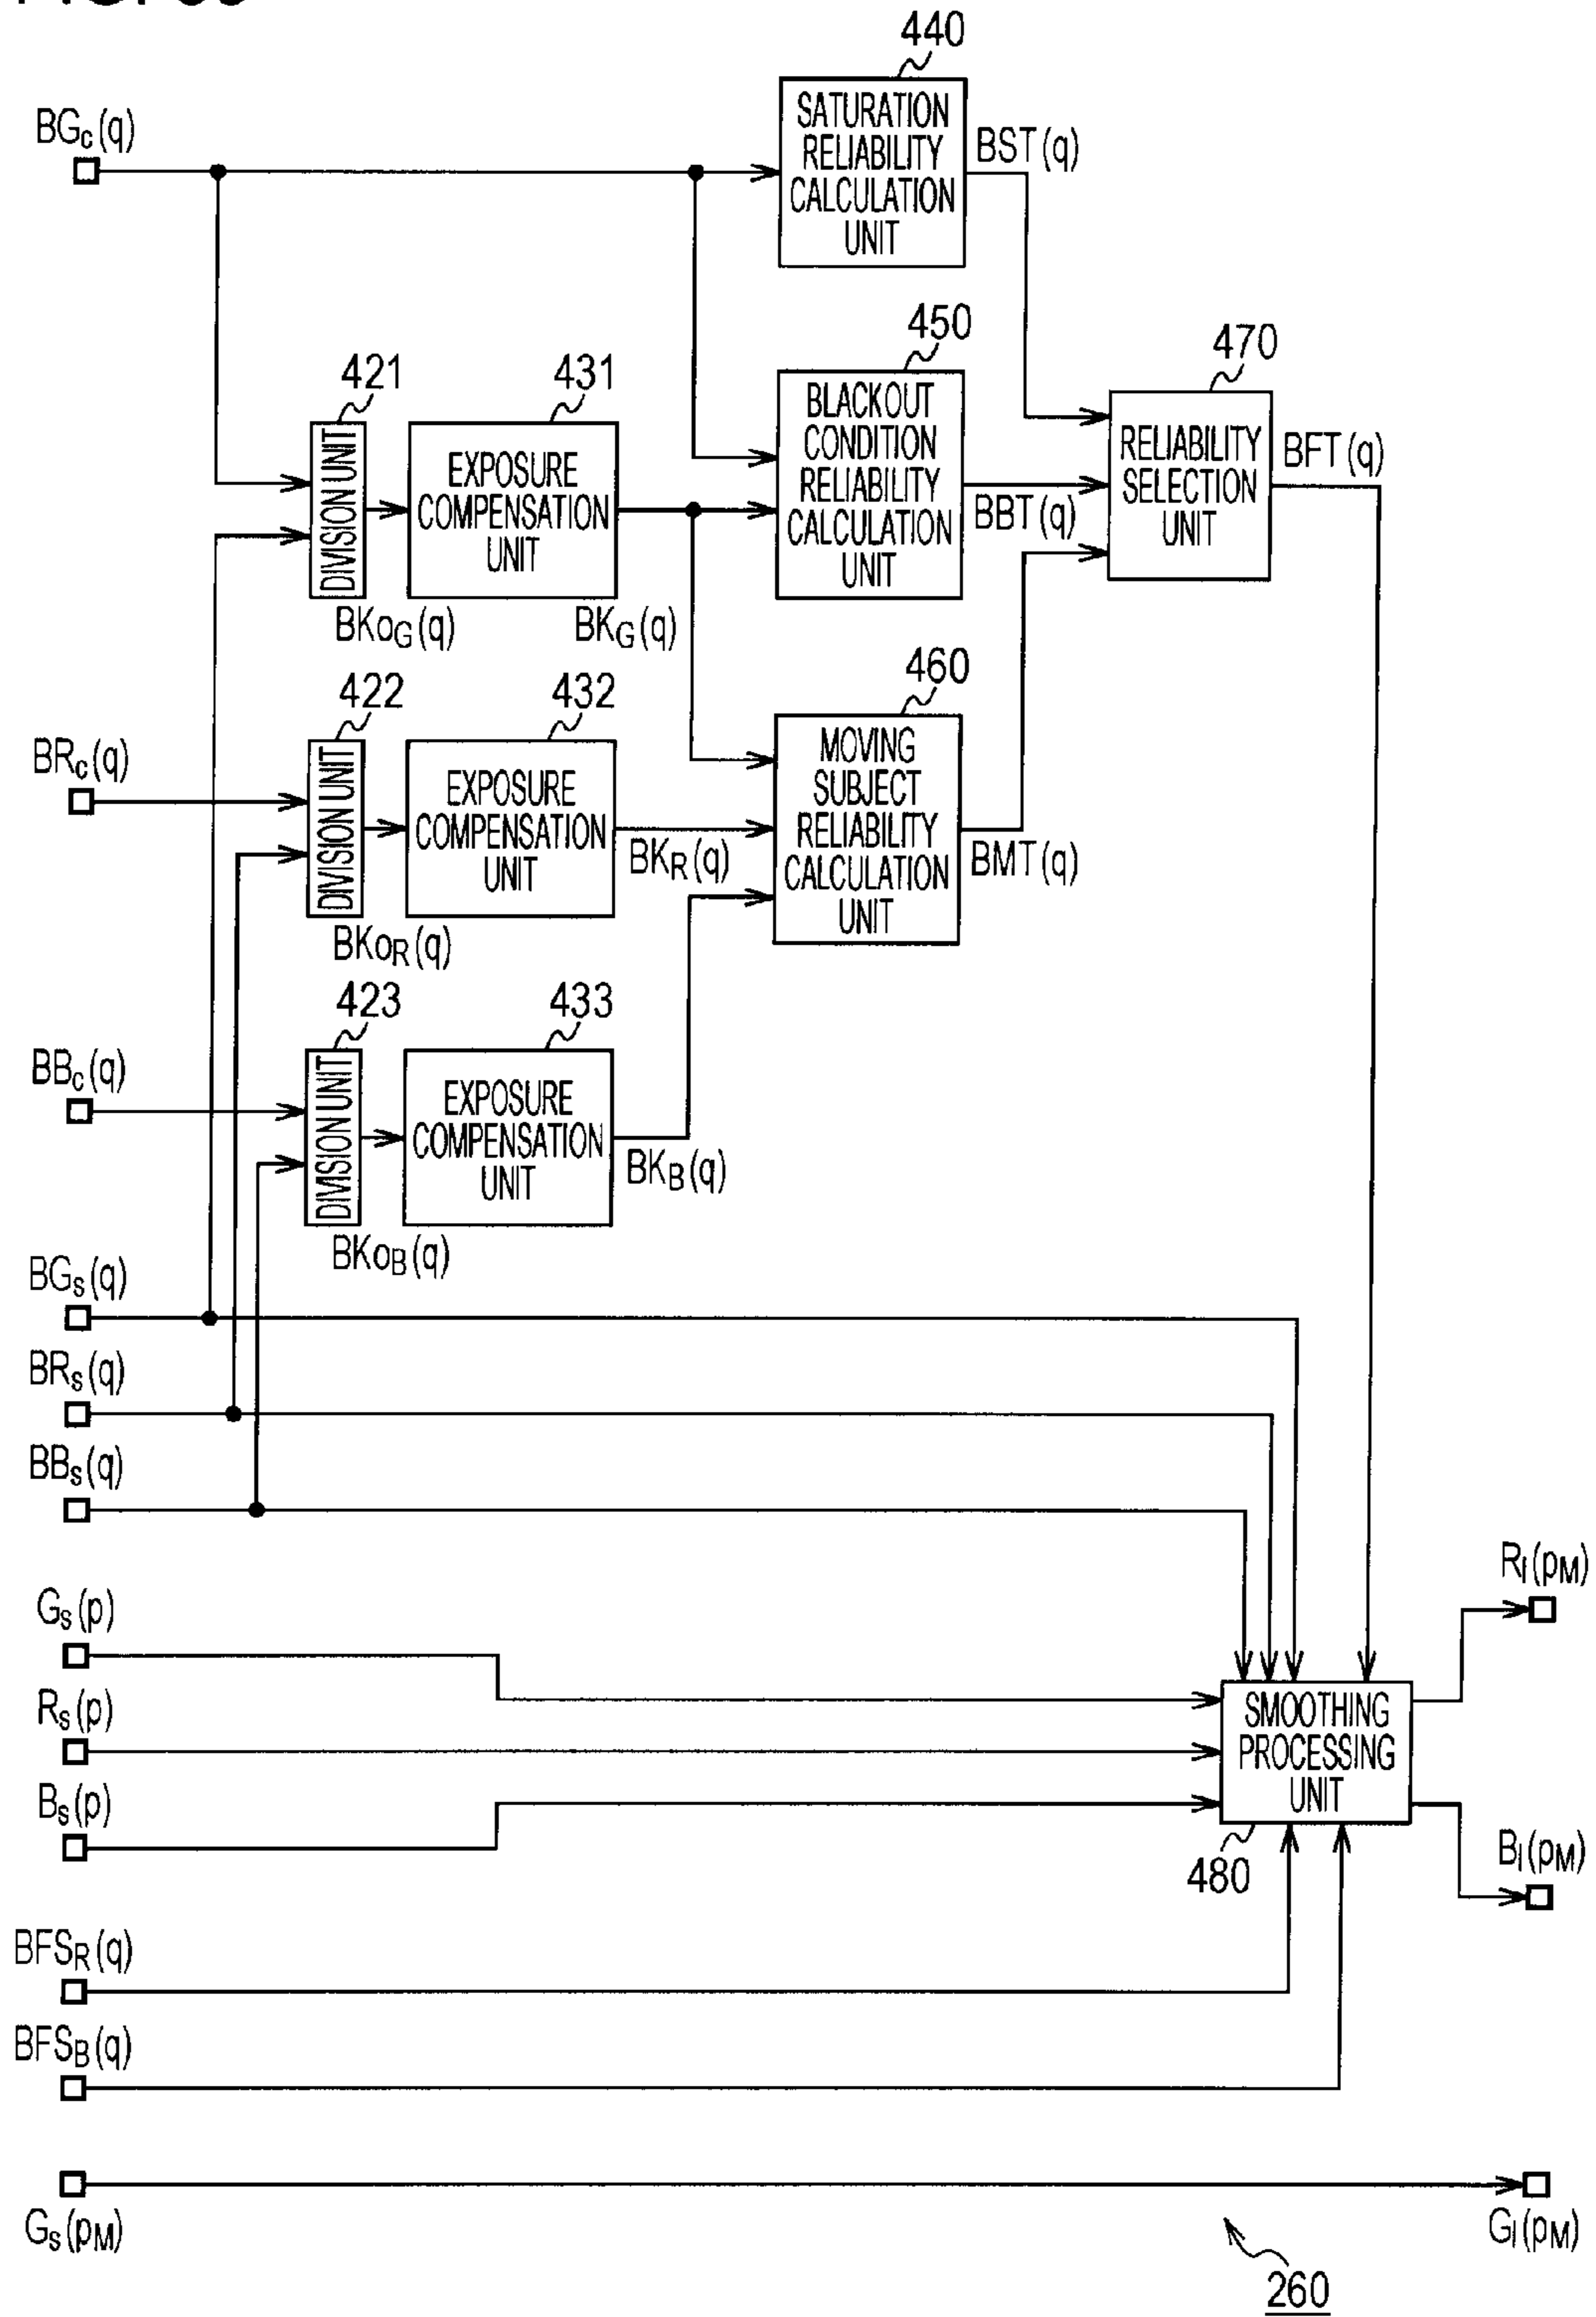 440
SATURATION
RELIABILITY
CALCULATION
UNIT
BGc(q)
BST(q)
450
BLACKOUT
CONDITION
RELIABILITY
CALCULATION
UNIT
470
RELIABILITY
SELECTION
UNIT
BFT(q)
BBT(q)
421
DIVISION UNIT
431
EXPOSURE
COMPENSATION
UNIT
BKoG(q)
BKG(q)
460
MOVING
SUBJECT
RELIABILITY
CALCULATION
UNIT
BMT(q)
BRc(q)
422
DIVISION UNIT
432
EXPOSURE
COMPENSATION
UNIT
BKR(q)
BKoR(q)
BBc(q)
423
DIVISION UNIT
433
EXPOSURE
COMPENSATION
UNIT
BKB(q)
BKoB(q)
BGs(q)
BRs(q)
BBs(q)
Gs(p)
Rs(p)
Bs(p)
SMOOTHING
PROCESSING
UNIT
480
RI(pM)
BI(pM)
BFSR(q)
BFSB(q)
Gs(pM)
GI(pM)
260